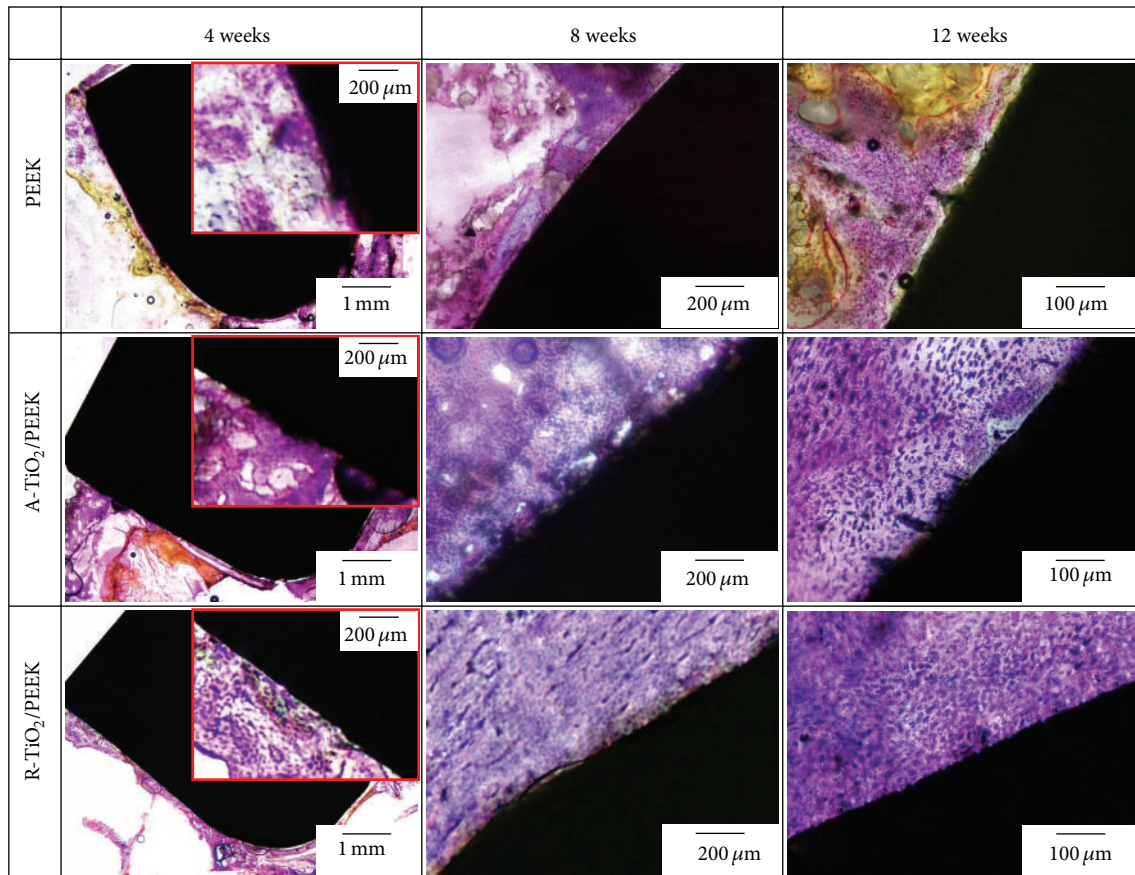 4 weeks
8 weeks
12 weeks
PEEK
200 μm
1 mm
200 μm
100 μm
A-TiO₂/PEEK
200 μm
1 mm
200 μm
100 μm
R-TiO₂/PEEK
200 μm
1 mm
200 μm
100 μm